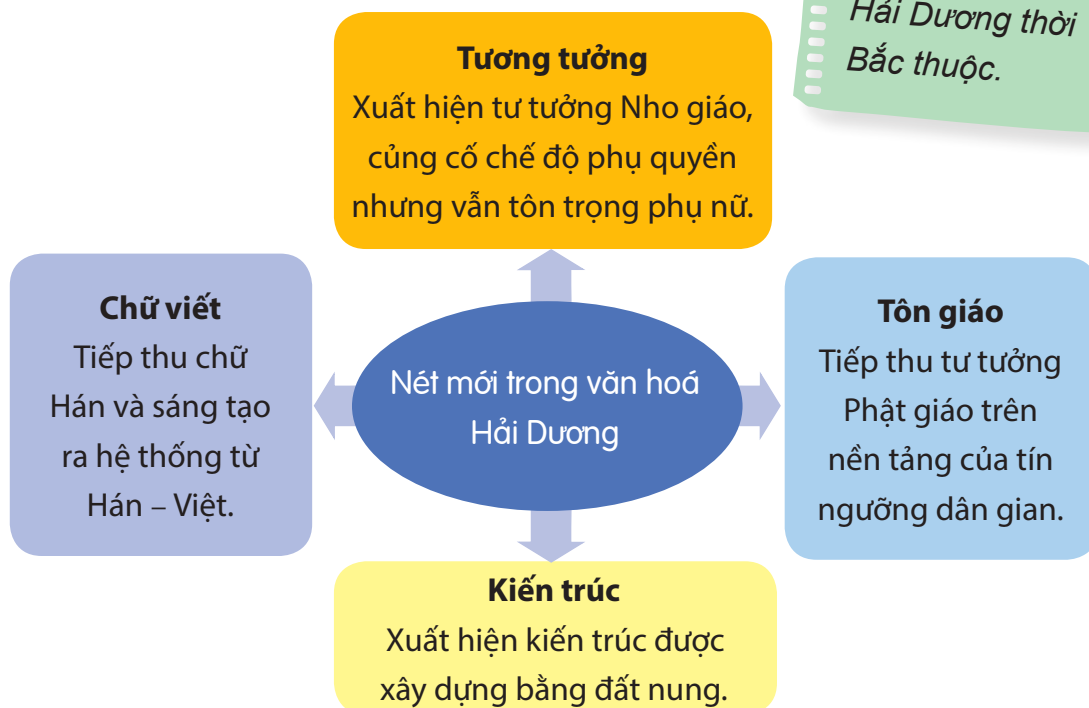 Hải Dương thời
Bắc thuộc.
Tương tưởng
Xuất hiện tư tưởng Nho giáo,
củng cố chế độ phụ quyền
nhưng vẫn tôn trọng phụ nữ.
Chữ viết
Tiếp thu chữ
Hán và sáng tạo
ra hệ thống từ
Hán – Việt.
Nét mới trong văn hoá
Hải Dương
Tôn giáo
Tiếp thu tư tưởng
Phật giáo trên
nền tảng của tín
ngưỡng dân gian.
Kiến trúc
Xuất hiện kiến trúc được
xây dựng bằng đất nung.